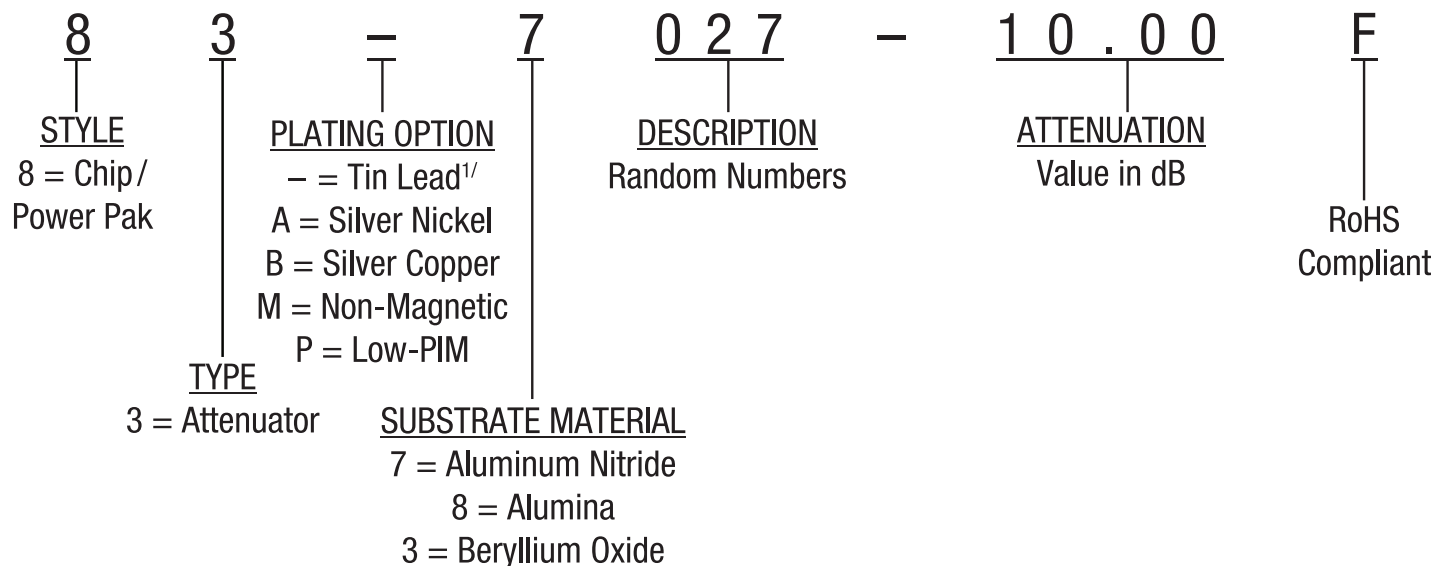 8 3 – 7 0 2 7 – 1 0 . 0 0 F
STYLE
8 = Chip/
Power Pak
TYPE
3 = Attenuator
PLATING OPTION
– = Tin Lead1/
A = Silver Nickel
B = Silver Copper
M = Non-Magnetic
P = Low-PIM
SUBSTRATE MATERIAL
7 = Aluminum Nitride
8 = Alumina
3 = Beryllium Oxide
DESCRIPTION
Random Numbers
ATTENUATION
Value in dB
RoHS
Compliant